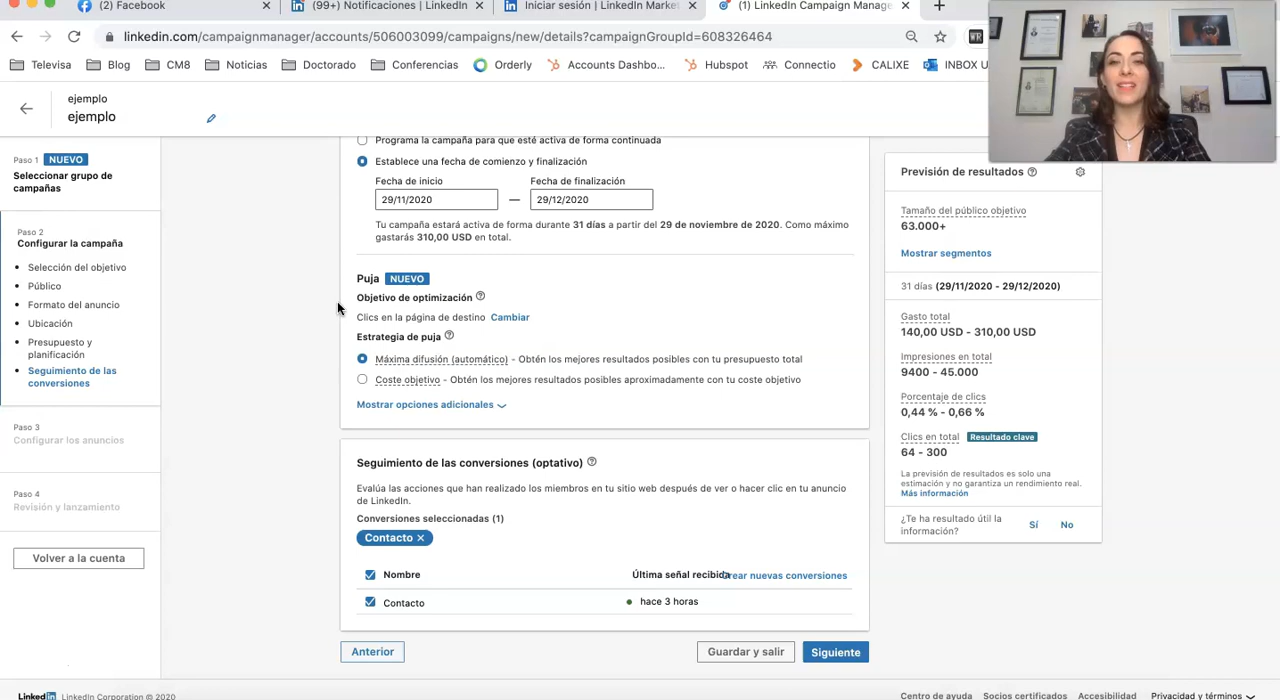 (2) Facebook
(99+) Notificaciones | LinkedIn
Iniciar sesión | LinkedIn Market
(1) LinkedIn Campaign Manage
linkedin.com/campaignmanager/accounts/506003099/campaigns/new/details?campaignGroupId=608326464
Televisa
Blog
CM8
Noticias
Doctorado
Conferencias
Orderly
Accounts Dashbo...
Hubspot
Connectio
CALIXE
INBOX U
ejemplo
ejemplo
Paso 1 NUEVO
Seleccionar grupo de
campañas
Paso 2
Configurar la campaña
Selección del objetivo
Público
Formato del anuncio
Ubicación
Presupuesto y
planificación
Seguimiento de las
conversiones
Paso 3
Configurar los anuncios
Paso 4
Revisión y lanzamiento
Volver a la cuenta
Programa la campaña para que esté activa de forma continuada
Establece una fecha de comienzo y finalización
Fecha de inicio
Fecha de finalización
29/11/2020 — 29/12/2020
Tu campaña estará activa de forma durante 31 días a partir del 29 de noviembre de 2020. Como máximo
gastarás 310,00 USD en total.
Puja NUEVO
Objetivo de optimización
Clics en la página de destino Cambiar
Estrategia de puja
Máxima difusión (automático) - Obtén los mejores resultados posibles con tu presupuesto total
Coste objetivo - Obtén los mejores resultados posibles aproximadamente con tu coste objetivo
Mostrar opciones adicionales
Seguimiento de las conversiones (optativo)
Evalúa las acciones que han realizado los miembros en tu sitio web después de ver o hacer clic en tu anuncio
de LinkedIn.
Conversiones seleccionadas (1)
Contacto ×
Nombre
Última señal recibida
Crear nuevas conversiones
Contacto
hace 3 horas
Anterior
Guardar y salir
Siguiente
Previsión de resultados
Tamaño del público objetivo
63.000+
Mostrar segmentos
31 días (29/11/2020 - 29/12/2020)
Gasto total
140,00 USD - 310,00 USD
Impresiones en total
9400 - 45.000
Porcentaje de clics
0,44 % - 0,66 %
Clics en total Resultado clave
64 - 300
La previsión de resultados es solo una
estimación y no garantiza un rendimiento real.
Más información
¿Te ha resultado útil la
información?
Sí
No
LinkedIn LinkedIn Corporation © 2020
Centro de ayuda
Socios certificados
Accesibilidad
Privacidad y términos